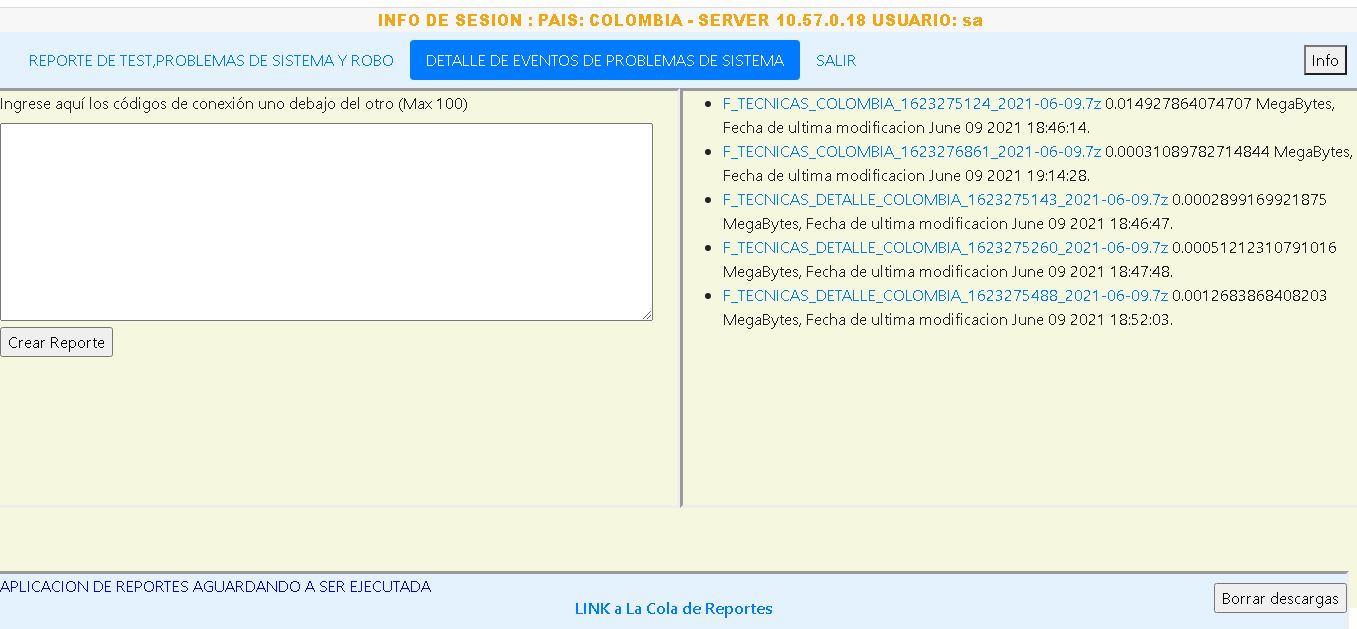 INFO DE SESION : PAIS: COLOMBIA - SERVER 10.57.0.18 USUARIO: sa
REPORTE DE TEST,PROBLEMAS DE SISTEMA Y ROBO
DETALLE DE EVENTOS DE PROBLEMAS DE SISTEMA
SALIR
Info
Ingrese aquí los códigos de conexión uno debajo del otro (Max 100)
Crear Reporte
F_TECNICAS_COLOMBIA_1623275124_2021-06-09.7z 0.014927864074707 MegaBytes,
Fecha de ultima modificacion June 09 2021 18:46:14.
F_TECNICAS_COLOMBIA_1623276861_2021-06-09.7z 0.00031089782714844 MegaBytes,
Fecha de ultima modificacion June 09 2021 19:14:28.
F_TECNICAS_DETALLE_COLOMBIA_1623275143_2021-06-09.7z 0.0002899169921875
MegaBytes, Fecha de ultima modificacion June 09 2021 18:46:47.
F_TECNICAS_DETALLE_COLOMBIA_1623275260_2021-06-09.7z 0.00051212310791016
MegaBytes, Fecha de ultima modificacion June 09 2021 18:47:48.
F_TECNICAS_DETALLE_COLOMBIA_1623275488_2021-06-09.7z 0.0012683868408203
MegaBytes, Fecha de ultima modificacion June 09 2021 18:52:03.
APLICACION DE REPORTES AGUARDANDO A SER EJECUTADA
LINK a La Cola de Reportes
Borrar descargas